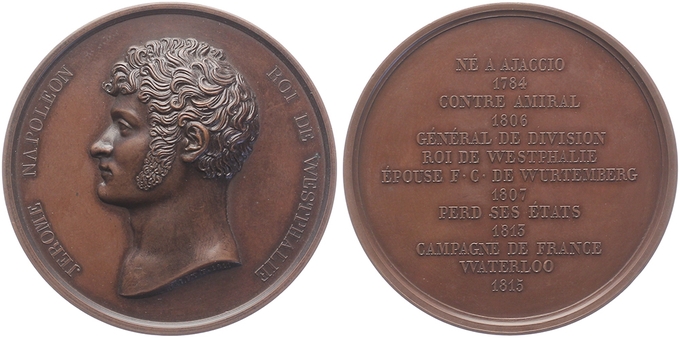 JEROME NAPOLEON
ROI DE WESTPHALIE
NÉ A AJACCIO
1784
CONTRE AMIRAL
1806
GÉNÉRAL DE DIVISION
ROI DE WESTPHALIE
ÉPOUSE F·C· DE WURTEMBERG
1807
PERD SES ÉTATS
1813
CAMPAGNE DE FRANCE
WATERLOO
1815